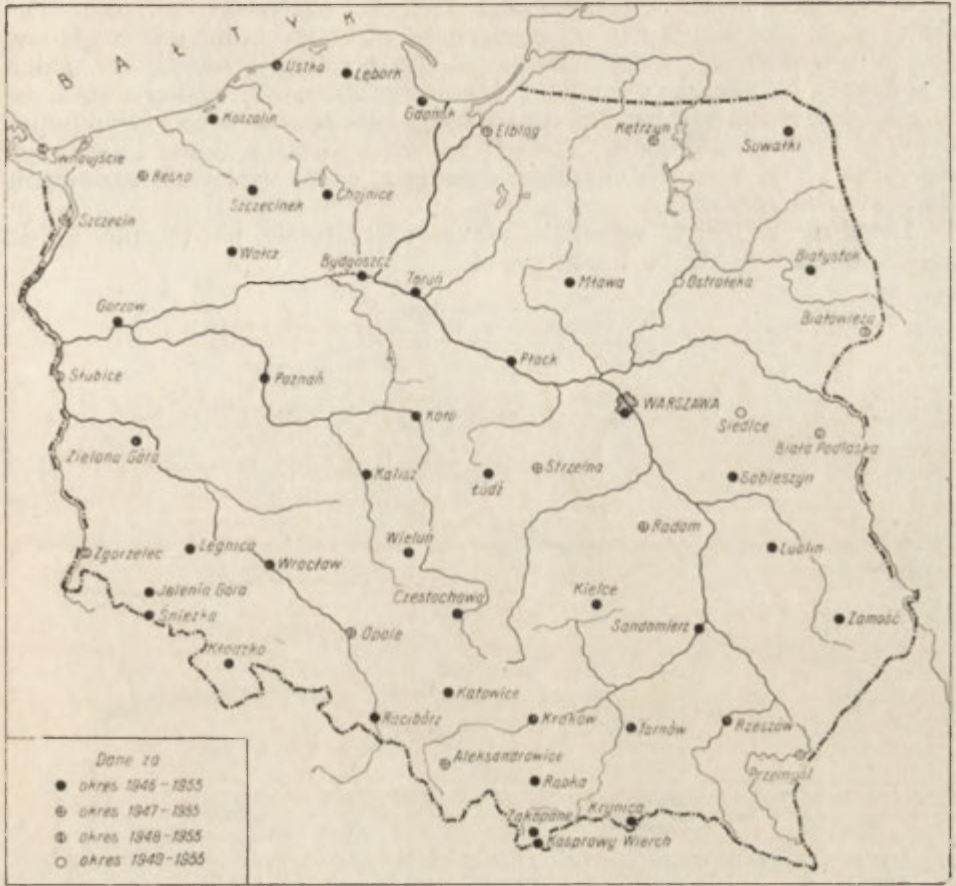 BAŁTYK
Ustka
Lębork
Gdańsk
Koszalin
Elbląg
Kętrzyn
Suwałki
Świnoujście
Resko
Szczecinek
Chojnice
Szczecin
Wałcz
Bydgoszcz
Toruń
Mława
Ostrołęka
Białystok
Gorzów
Białowieża
Płock
Słubice
Poznań
WARSZAWA
Koło
Siedlce
Biała Podlaska
Zielona Góra
Kalisz
Łódź
Strzelna
Sobieszyn
Radom
Zgorzelec
Legnica
Wrocław
Wieluń
Lublin
Jelenia Góra
Śnieżka
Częstochowa
Kielce
Sandomierz
Zamość
Opole
Kłodzko
Katowice
Racibórz
Kraków
Tarnów
Rzeszów
Aleksandrowice
Przemyśl
Rabka
Zakopane
Krynica
Kasprowy Wierch
Dane za
okres 1946-1955
okres 1947-1955
okres 1948-1955
okres 1949-1955